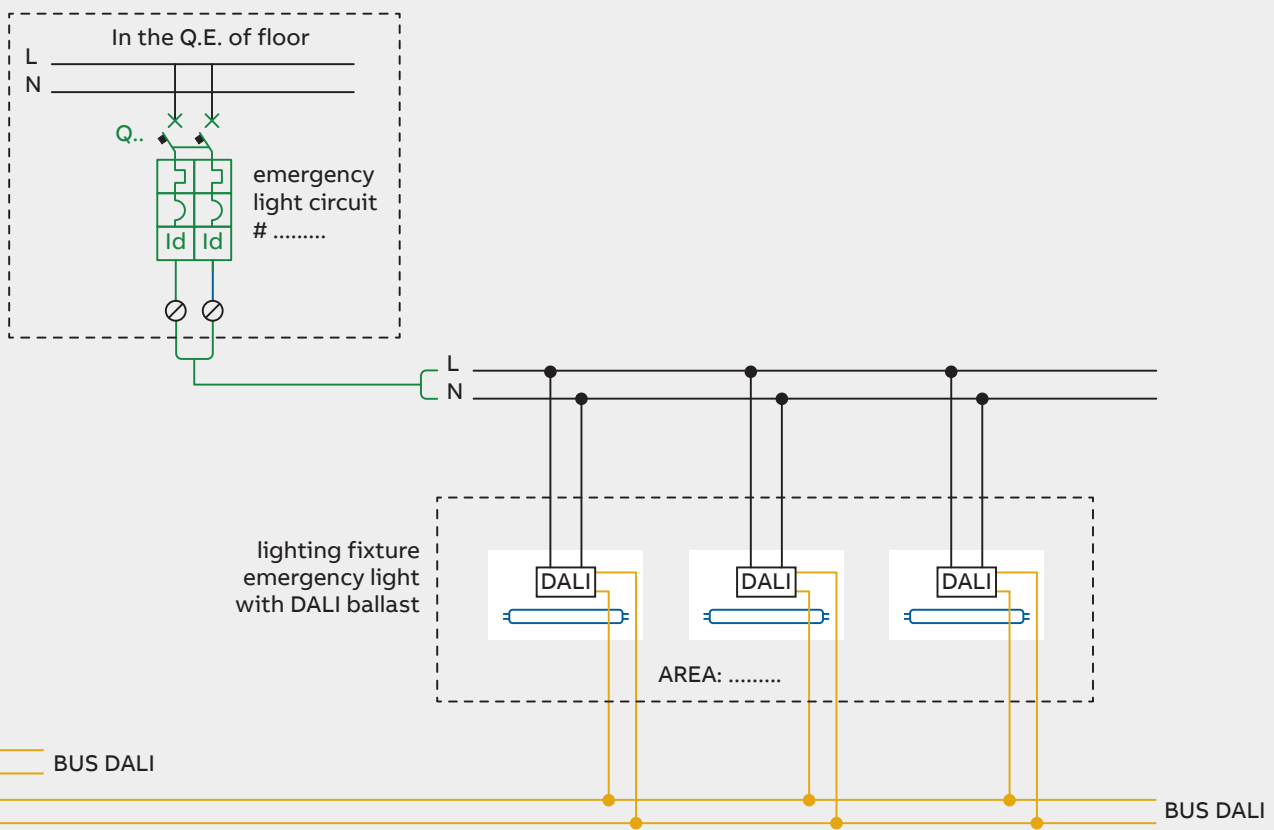 In the Q.E. of floor
L
N
Q..
emergency
light circuit
# .........
Id Id
L
N
lighting fixture
emergency light
with DALI ballast
DALI DALI DALI
AREA: .........
BUS DALI
BUS DALI